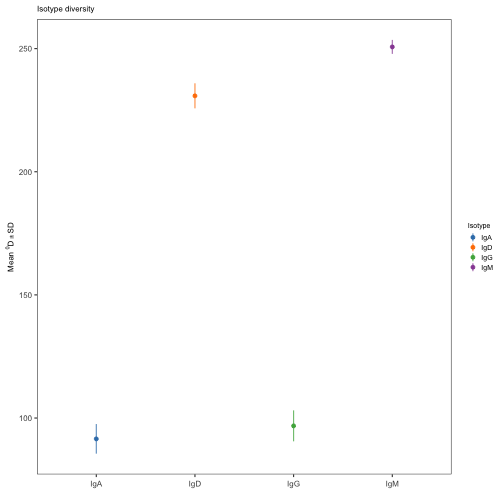 Isotype diversity
250
200
150
100
Mean ⁰D ± SD
IgA
IgD
IgG
IgM
Isotype
IgA
IgD
IgG
IgM